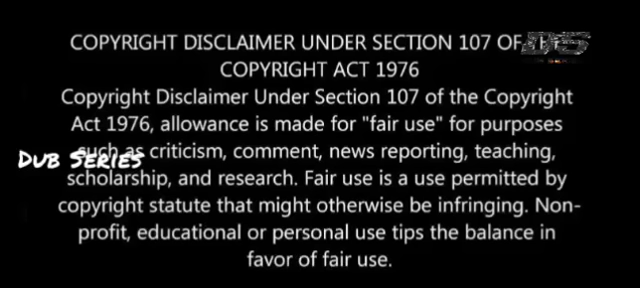 COPYRIGHT DISCLAIMER UNDER SECTION 107 OF
DS
COPYRIGHT ACT 1976
Copyright Disclaimer Under Section 107 of the Copyright
Act 1976, allowance is made for "fair use" for purposes
such as criticism, comment, news reporting, teaching,
Dub Series
scholarship, and research. Fair use is a use permitted by
copyright statute that might otherwise be infringing. Non-
profit, educational or personal use tips the balance in
favor of fair use.